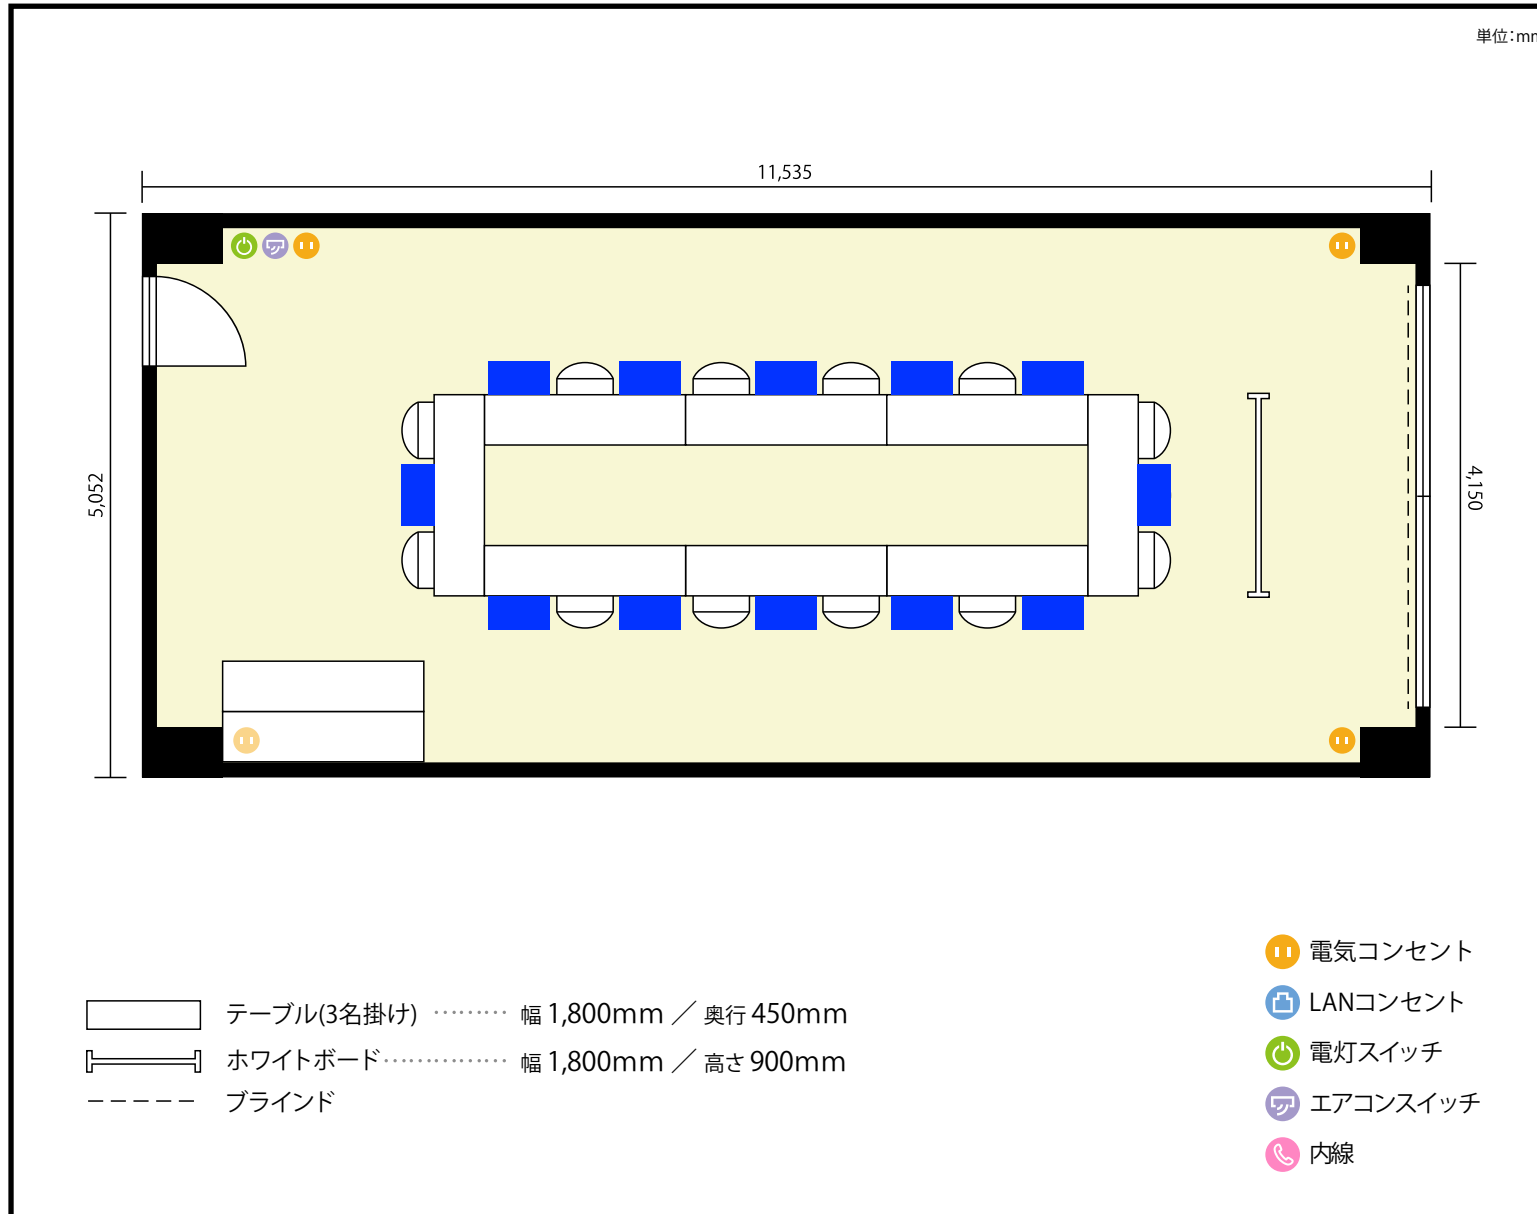 単位:mm
11,535
5,052
4,150
テーブル(3名掛け) ……… 幅 1,800mm ／ 奥行 450mm
ホワイトボード…………… 幅 1,800mm ／ 高さ 900mm
ブラインド
電気コンセント
LANコンセント
電灯スイッチ
エアコンスイッチ
内線